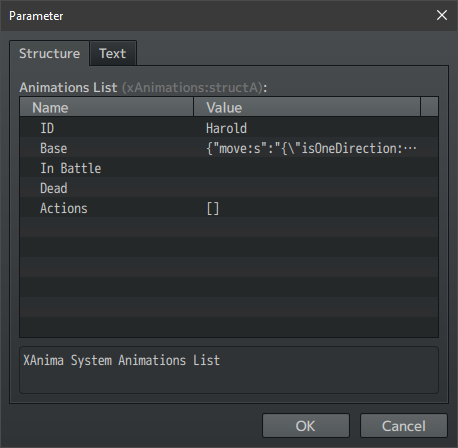 Parameter
Structure Text
Animations List (xAnimations:structA):
Name Value
ID Harold
Base {"move:s":"{\"isOneDirection:⋯
In Battle
Dead
Actions []
XAnima System Animations List
OK Cancel